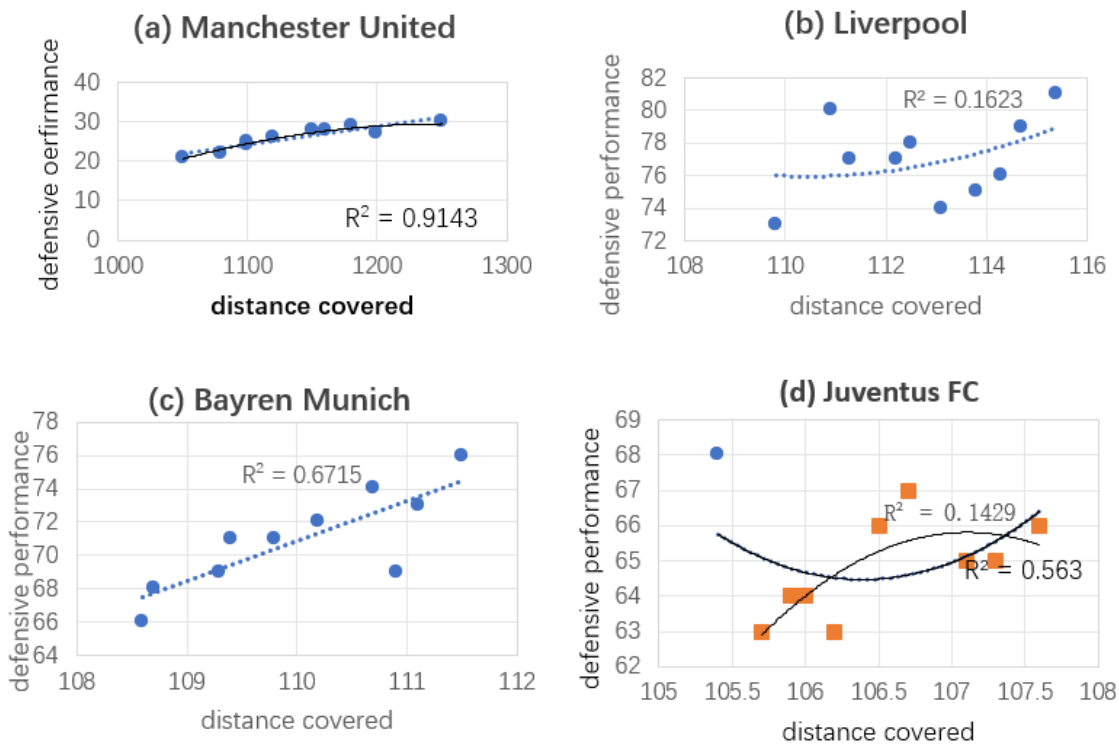 (a) Manchester United
defensive oerfirmance
40
30
20
10
0
R² = 0.9143
1000 1100 1200 1300
distance covered
(b) Liverpool
defensive performance
82
80
78
76
74
72
R² = 0.1623
108 110 112 114 116
distance covered
(c) Bayren Munich
defensive performance
78
76
74
72
70
68
66
64
R² = 0.6715
108 109 110 111 112
distance covered
(d) Juventus FC
defensive performance
69
68
67
66
65
64
63
62
R² = 0.1429
R² = 0.563
105 105.5 106 106.5 107 107.5 108
distance covered